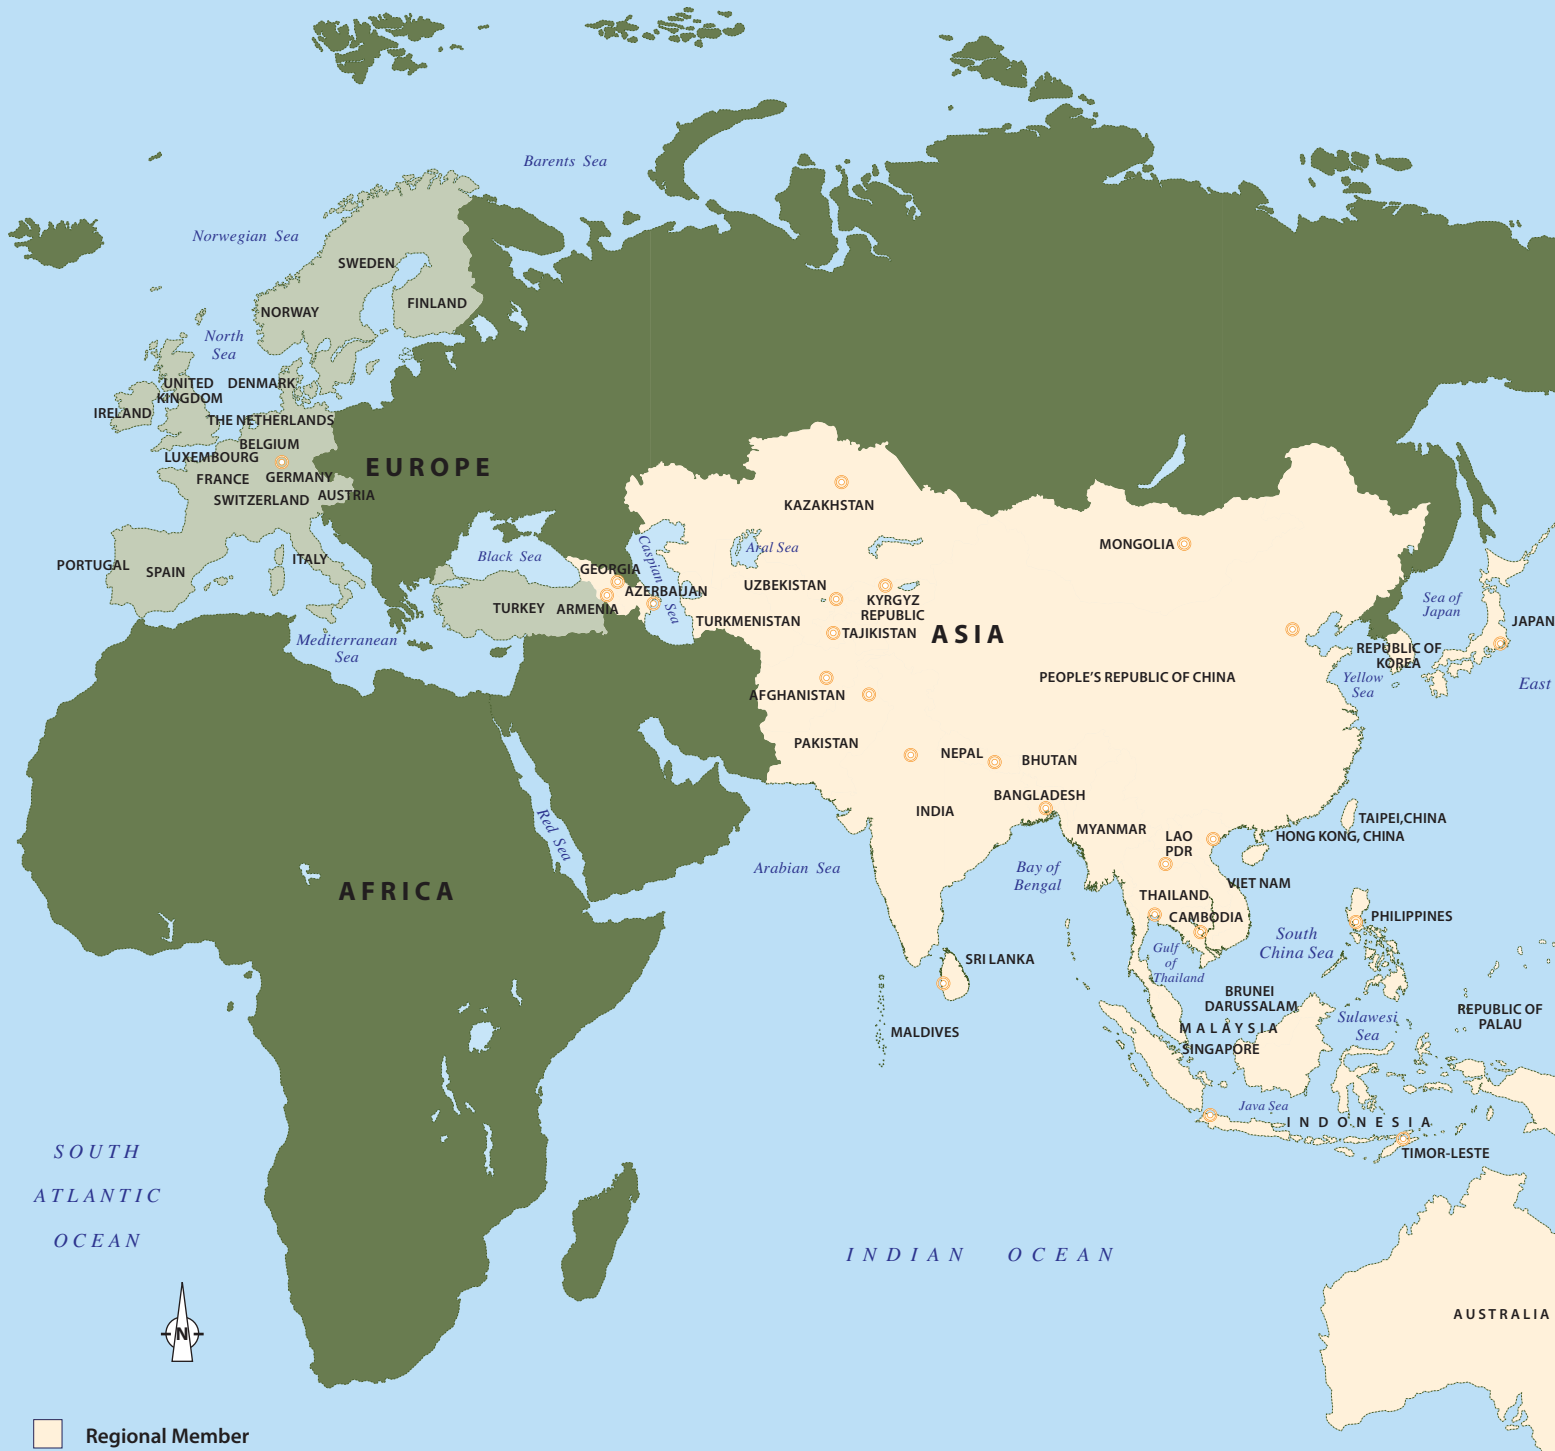 Barents Sea
Norwegian Sea
SWEDEN
FINLAND
NORWAY
North
Sea
UNITED
KINGDOM
DENMARK
IRELAND
THE NETHERLANDS
BELGIUM
LUXEMBOURG
EUROPE
FRANCE
GERMANY
SWITZERLAND
AUSTRIA
KAZAKHSTAN
Black Sea
Caspian Sea
Aral Sea
MONGOLIA
PORTUGAL
SPAIN
ITALY
GEORGIA
AZERBAIJAN
UZBEKISTAN
KYRGYZ
REPUBLIC
Sea of
Japan
TURKEY
ARMENIA
TURKMENISTAN
TAJIKISTAN
ASIA
JAPAN
Mediterranean
Sea
REPUBLIC OF
KOREA
PEOPLE'S REPUBLIC OF CHINA
Yellow
Sea
East
AFGHANISTAN
PAKISTAN
NEPAL
BHUTAN
BANGLADESH
INDIA
Red Sea
MYANMAR
LAO
PDR
TAIPEI,CHINA
HONG KONG, CHINA
Arabian Sea
Bay of
Bengal
AFRICA
THAILAND
VIET NAM
CAMBODIA
PHILIPPINES
South
China Sea
Gulf
of
Thailand
SRI LANKA
BRUNEI
DARUSSALAM
MALDIVES
MALAYSIA
SINGAPORE
Sulawesi
Sea
REPUBLIC OF
PALAU
Java Sea
INDONESIA
TIMOR-LESTE
SOUTH
ATLANTIC
OCEAN
INDIAN OCEAN
AUSTRALIA
N
Regional Member